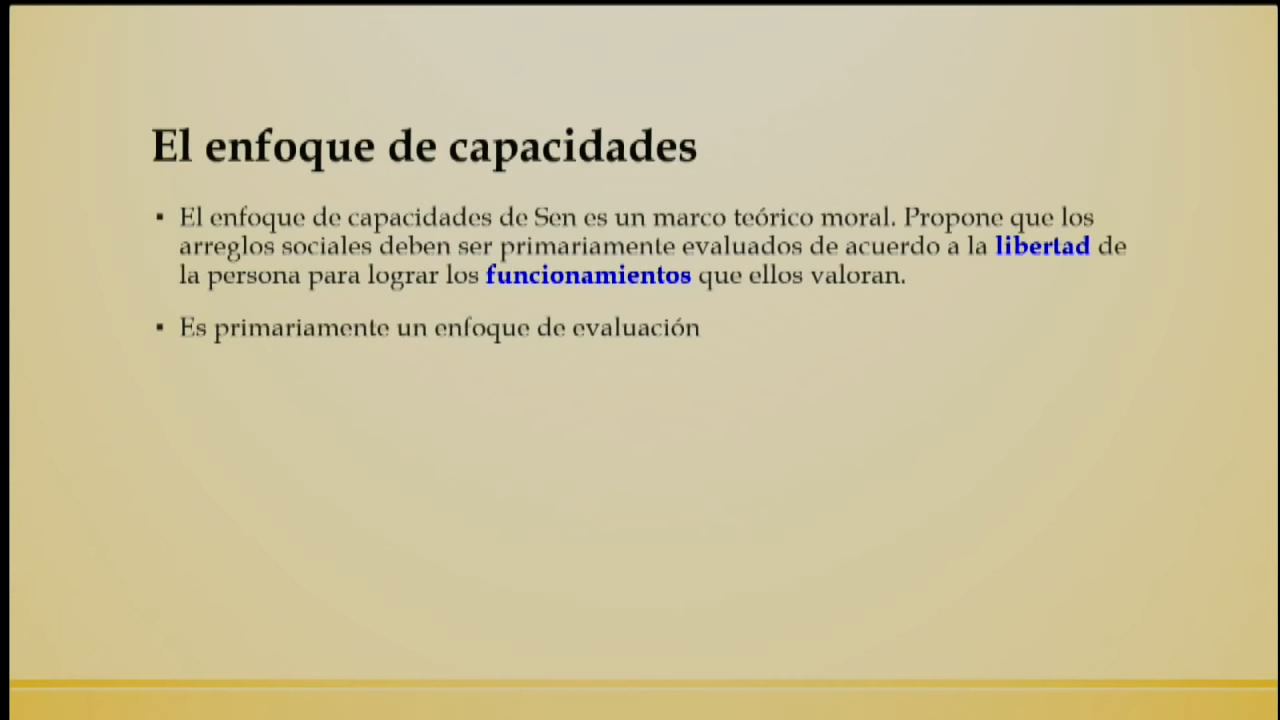 El enfoque de capacidades
▪ El enfoque de capacidades de Sen es un marco teórico moral. Propone que los
arreglos sociales deben ser primariamente evaluados de acuerdo a la libertad de
la persona para lograr los funcionamientos que ellos valoran.
▪ Es primariamente un enfoque de evaluación